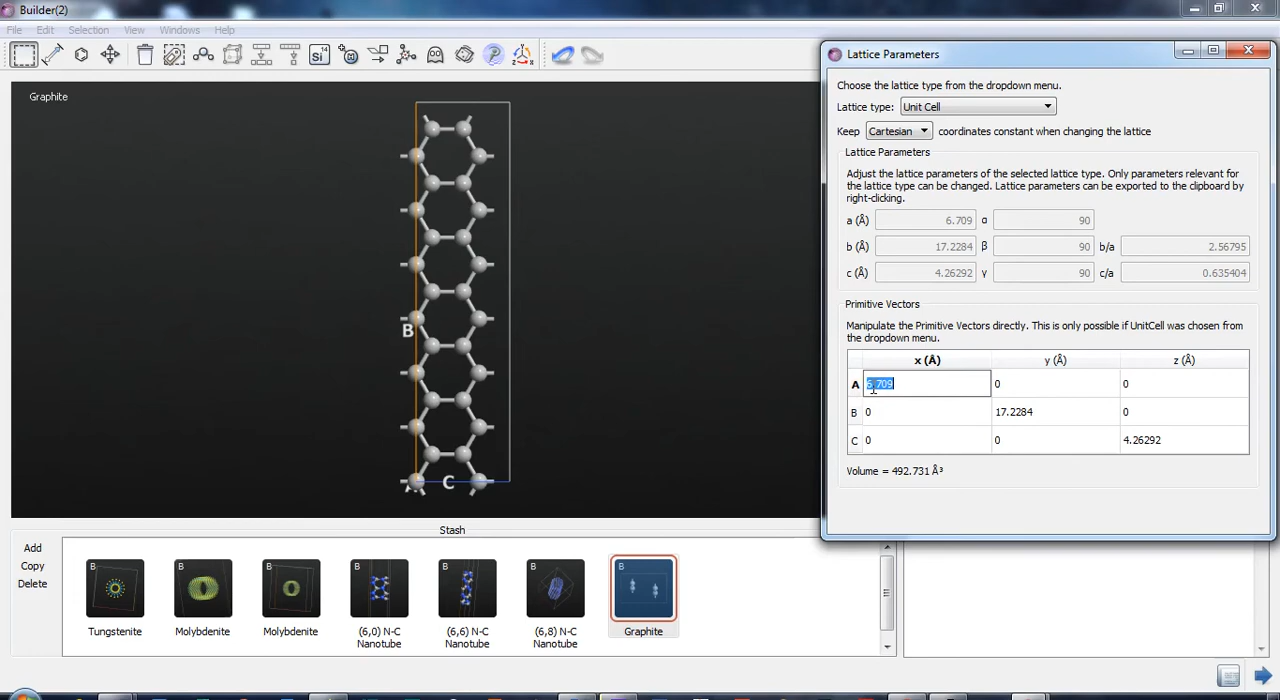 Builder(2)
File Edit Selection View Windows Help
Si 14
Graphite
B
C
Lattice Parameters
Choose the lattice type from the dropdown menu.
Lattice type: Unit Cell
Keep Cartesian coordinates constant when changing the lattice
Lattice Parameters
Adjust the lattice parameters of the selected lattice type. Only parameters relevant for
the lattice type can be changed. Lattice parameters can be exported to the clipboard by
right-clicking.
a (Å) 6.709 α 90
b (Å) 17.2284 β 90 b/a 2.56795
c (Å) 4.26292 γ 90 c/a 0.635404
Primitive Vectors
Manipulate the Primitive Vectors directly. This is only possible if UnitCell was chosen from
the dropdown menu.
x (Å) y (Å) z (Å)
A 6.709 0 0
B 0 17.2284 0
C 0 0 4.26292
Volume = 492.731 Å³
Stash
Add
Copy
Delete
B B B B B B B
Tungstenite Molybdenite Molybdenite (6,0) N-C Nanotube (6,6) N-C Nanotube (6,8) N-C Nanotube Graphite